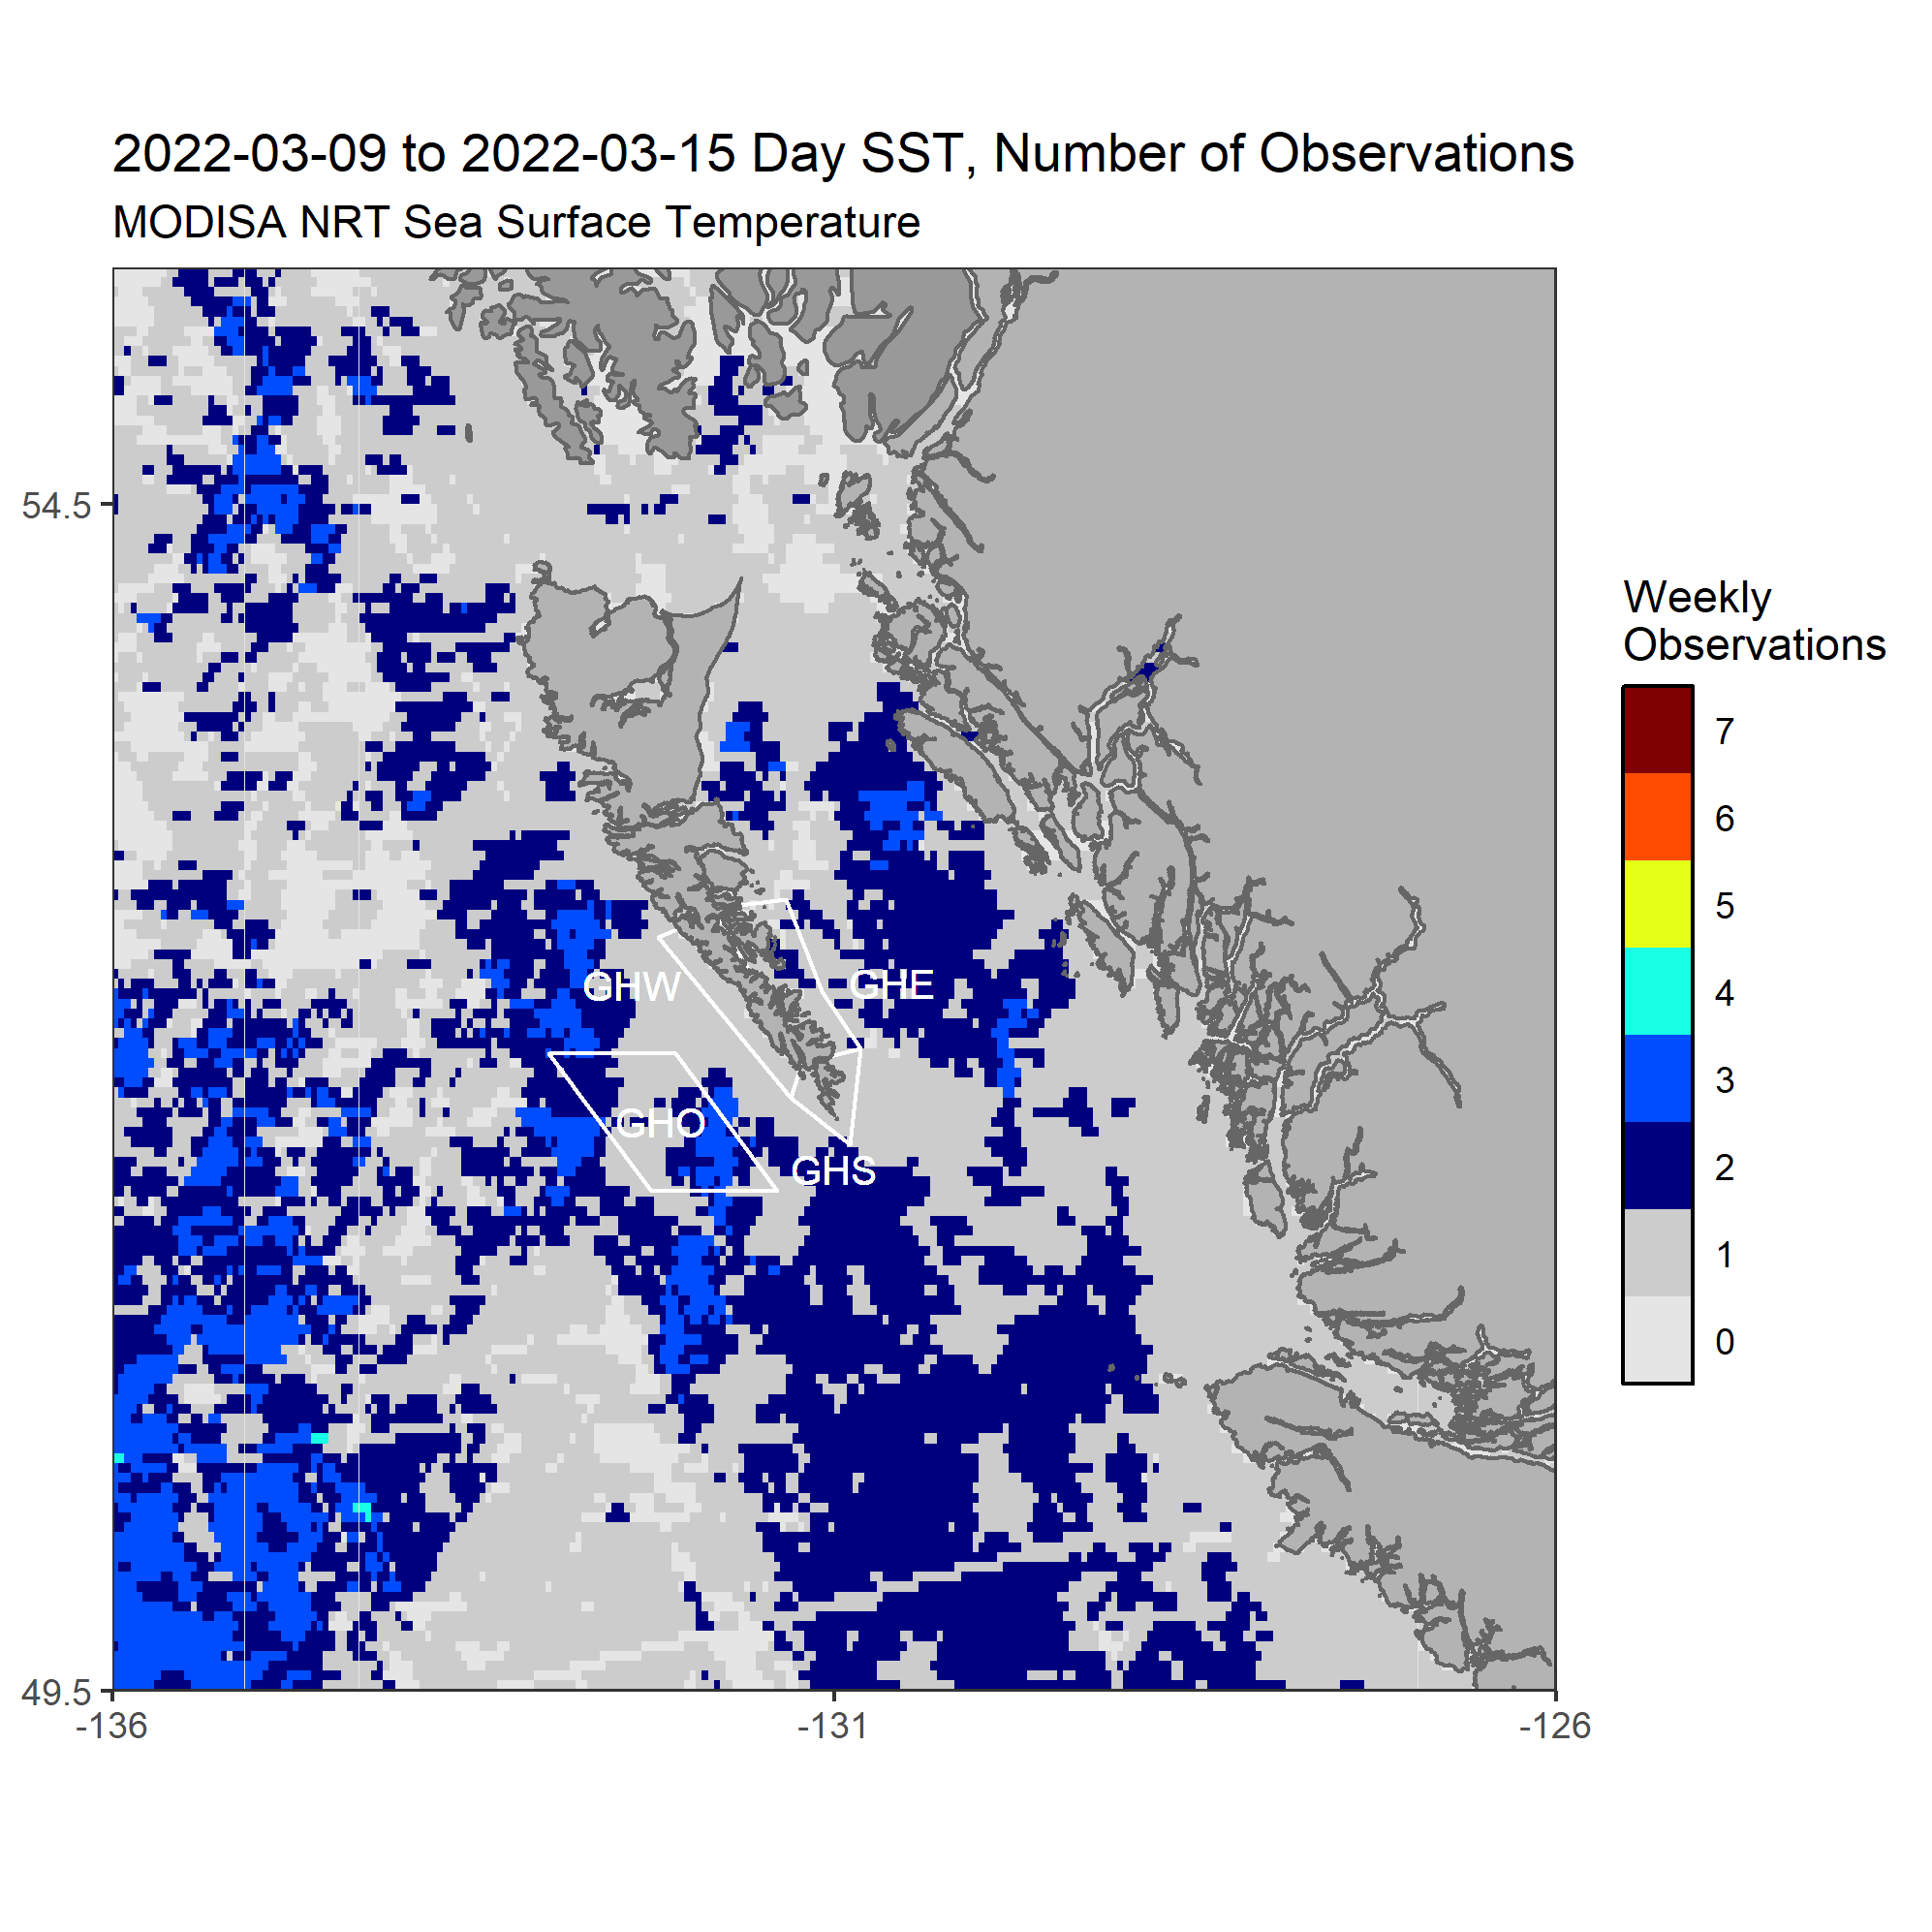 2022-03-09 to 2022-03-15 Day SST, Number of Observations
MODISA NRT Sea Surface Temperature
54.5
49.5
-136
-131
-126
GHW
GHE
GHO
GHS
Weekly
Observations
7
6
5
4
3
2
1
0